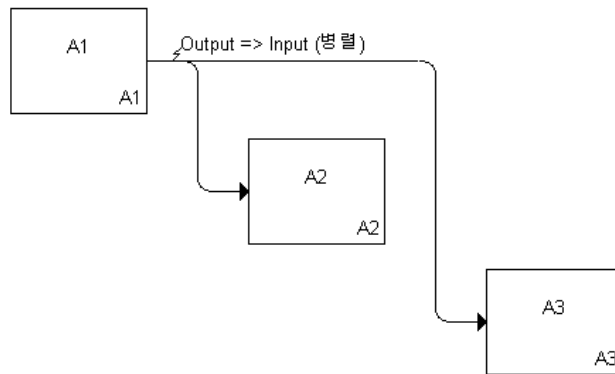 A1
A1
Output => Input (병렬)
A2
A2
A3
A3